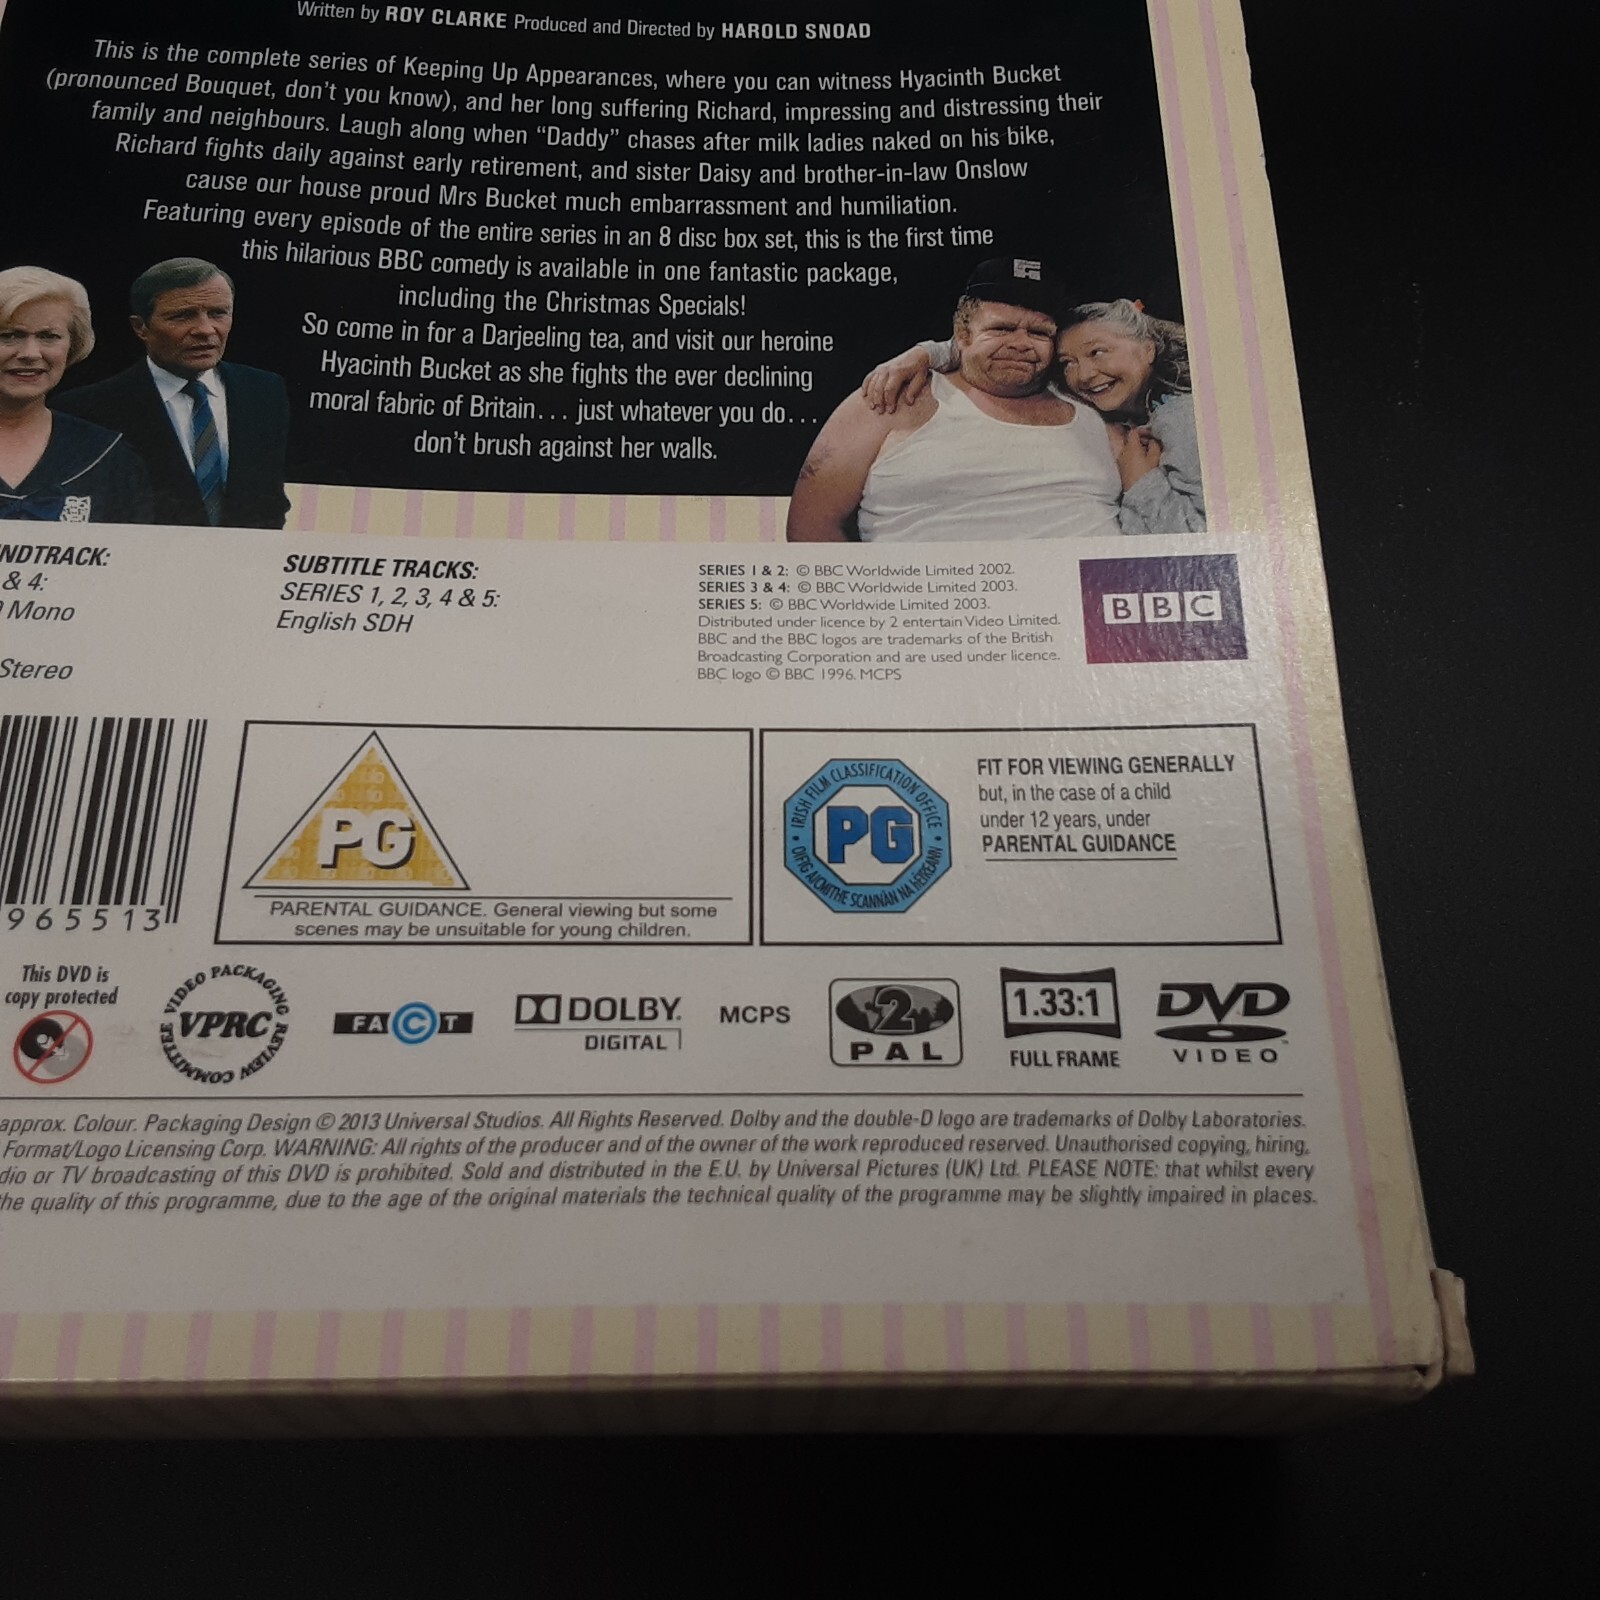 Written by ROY CLARKE Produced and Directed by HAROLD SNOAD
This is the complete series of Keeping Up Appearances, where you can witness Hyacinth Bucket
(pronounced Bouquet, don't you know), and her long suffering Richard, impressing and distressing their
family and neighbours. Laugh along when “Daddy” chases after milk ladies naked on his bike,
Richard fights daily against early retirement, and sister Daisy and brother-in-law Onslow
cause our house proud Mrs Bucket much embarrassment and humiliation.
Featuring every episode of the entire series in an 8 disc box set, this is the first time
this hilarious BBC comedy is available in one fantastic package,
including the Christmas Specials!
So come in for a Darjeeling tea, and visit our heroine
Hyacinth Bucket as she fights the ever declining
moral fabric of Britain... just whatever you do...
don't brush against her walls.
NDTRACK:
& 4:
Mono
Stereo
SUBTITLE TRACKS:
SERIES 1, 2, 3, 4 & 5:
English SDH
SERIES 1 & 2: © BBC Worldwide Limited 2002.
SERIES 3 & 4: © BBC Worldwide Limited 2003.
SERIES 5: © BBC Worldwide Limited 2003.
Distributed under licence by 2 entertain Video Limited.
BBC and the BBC logos are trademarks of the British
Broadcasting Corporation and are used under licence.
BBC logo © BBC 1996. MCPS
BBC
965513
PG
PARENTAL GUIDANCE. General viewing but some
scenes may be unsuitable for young children.
IRISH FILM CLASSIFICATION OFFICE
PG
OIFIG AICMITHE SCANNÁN NA HÉIREANN
FIT FOR VIEWING GENERALLY
but, in the case of a child
under 12 years, under
PARENTAL GUIDANCE
This DVD is
copy protected
VIDEO PACKAGING REVIEW COMMITTEE
VPRC
FACT
DOLBY
DIGITAL
MCPS
2
PAL
1.33:1
FULL FRAME
DVD
VIDEO
approx. Colour. Packaging Design © 2013 Universal Studios. All Rights Reserved. Dolby and the double-D logo are trademarks of Dolby Laboratories.
Format/Logo Licensing Corp. WARNING: All rights of the producer and of the owner of the work reproduced reserved. Unauthorised copying, hiring,
dio or TV broadcasting of this DVD is prohibited. Sold and distributed in the E.U. by Universal Pictures (UK) Ltd. PLEASE NOTE: that whilst every
he quality of this programme, due to the age of the original materials the technical quality of the programme may be slightly impaired in places.